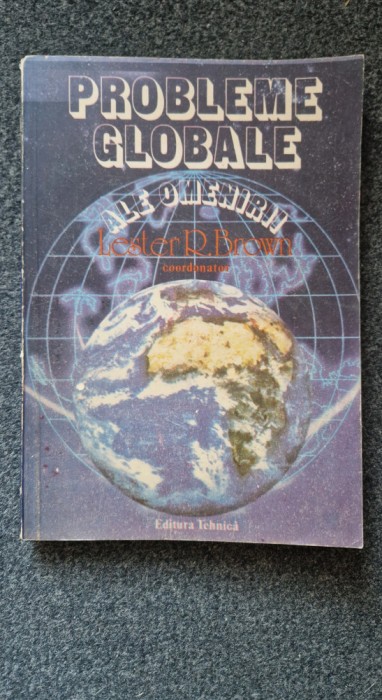 PROBLEME
GLOBALE
ALE OMENIRII
Lester R. Brown
coordonator
Editura Tehnică